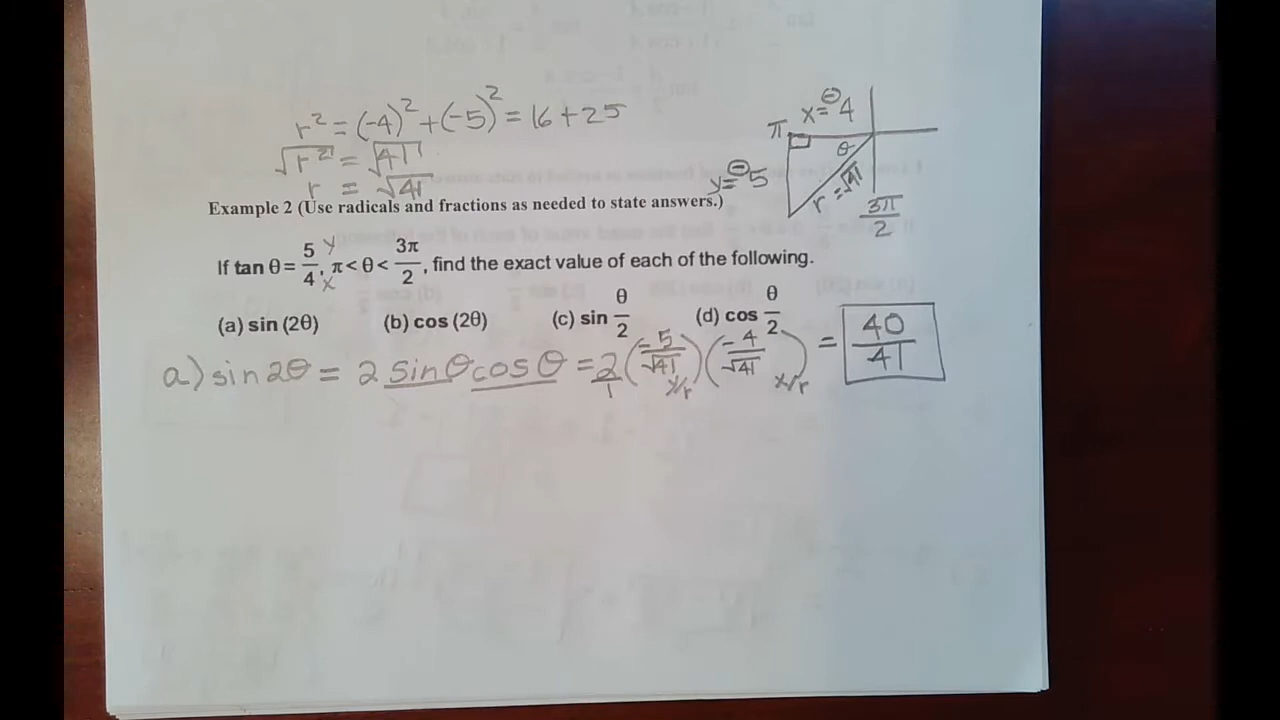 r² = (-4)² + (-5)² = 16 + 25
√r² = √41
r = √41
x = ⊖4
π
θ
y = ⊖5
r = √41
3π/2
Example 2 (Use radicals and fractions as needed to state answers.)
If tan θ = 5/4, π < θ < 3π/2, find the exact value of each of the following.
y
x
(a) sin (2θ) (b) cos (2θ) (c) sin θ/2 (d) cos θ/2
a) sin 2θ = 2 sinθ cosθ = 2/1 (-5/√41) (-4/√41) = 40/41
y/r x/r